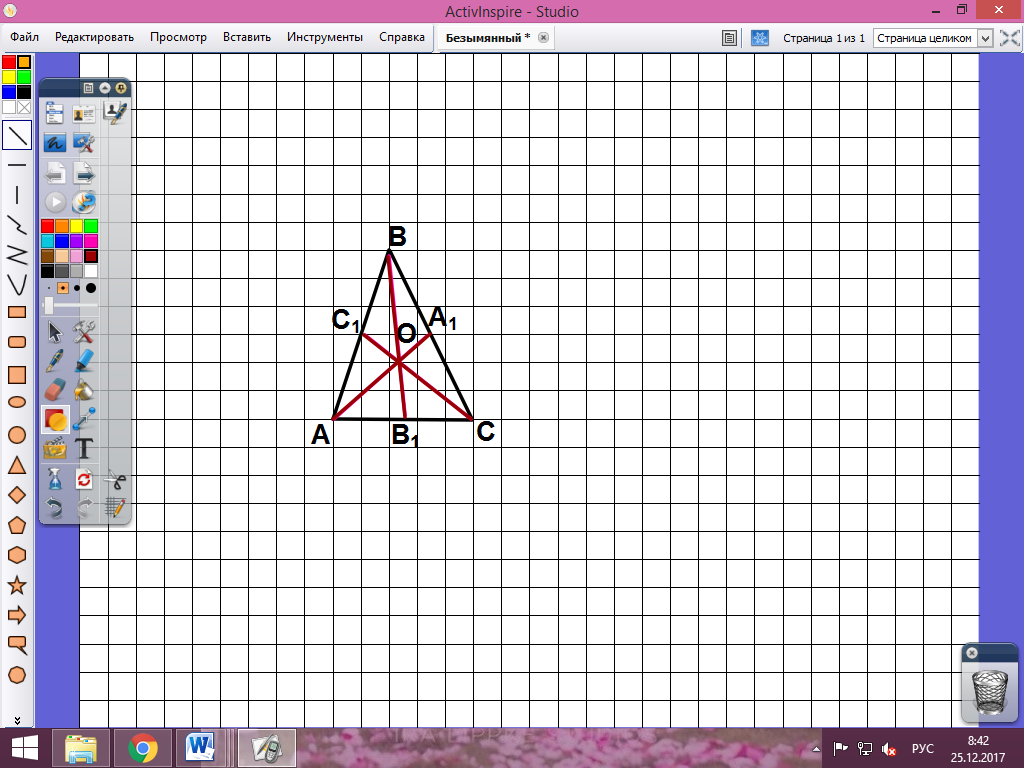 ActivInspire - Studio
Файл Редактировать Просмотр Вставить Инструменты Справка Безымянный * Страница 1 из 1 Страница целиком
B
C1 O A1
A B1 C
T
W
РУС 8:42
25.12.2017